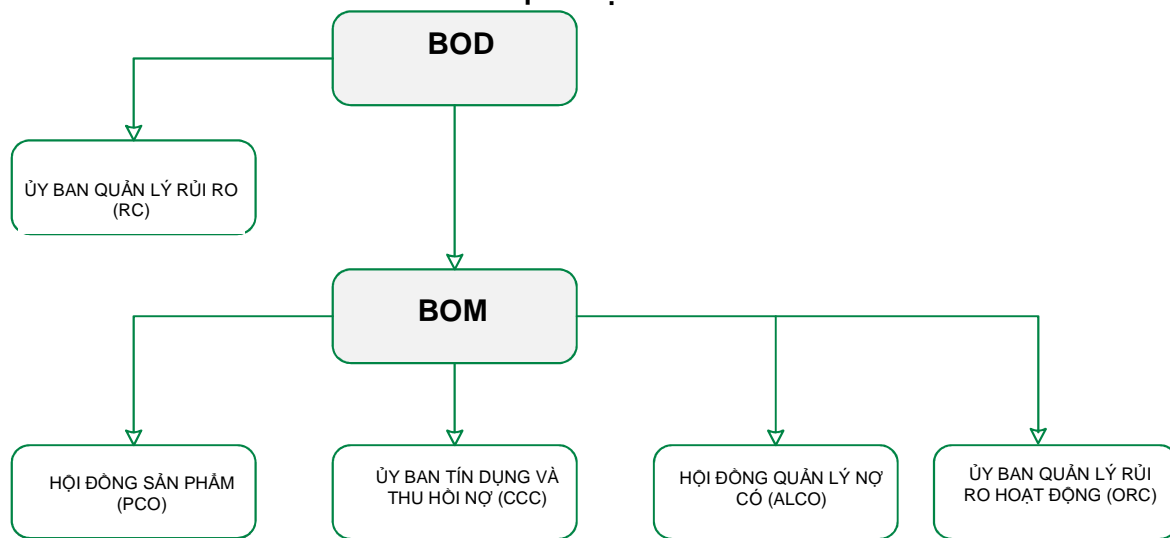 BOD
ỦY BAN QUẢN LÝ RỦI RO
(RC)
BOM
HỘI ĐỒNG SẢN PHẨM
(PCO)
ỦY BAN TÍN DỤNG VÀ
THU HỒI NỢ (CCC)
HỘI ĐỒNG QUẢN LÝ NỢ
CÓ (ALCO)
ỦY BAN QUẢN LÝ RỦI
RO HOẠT ĐỘNG (ORC)